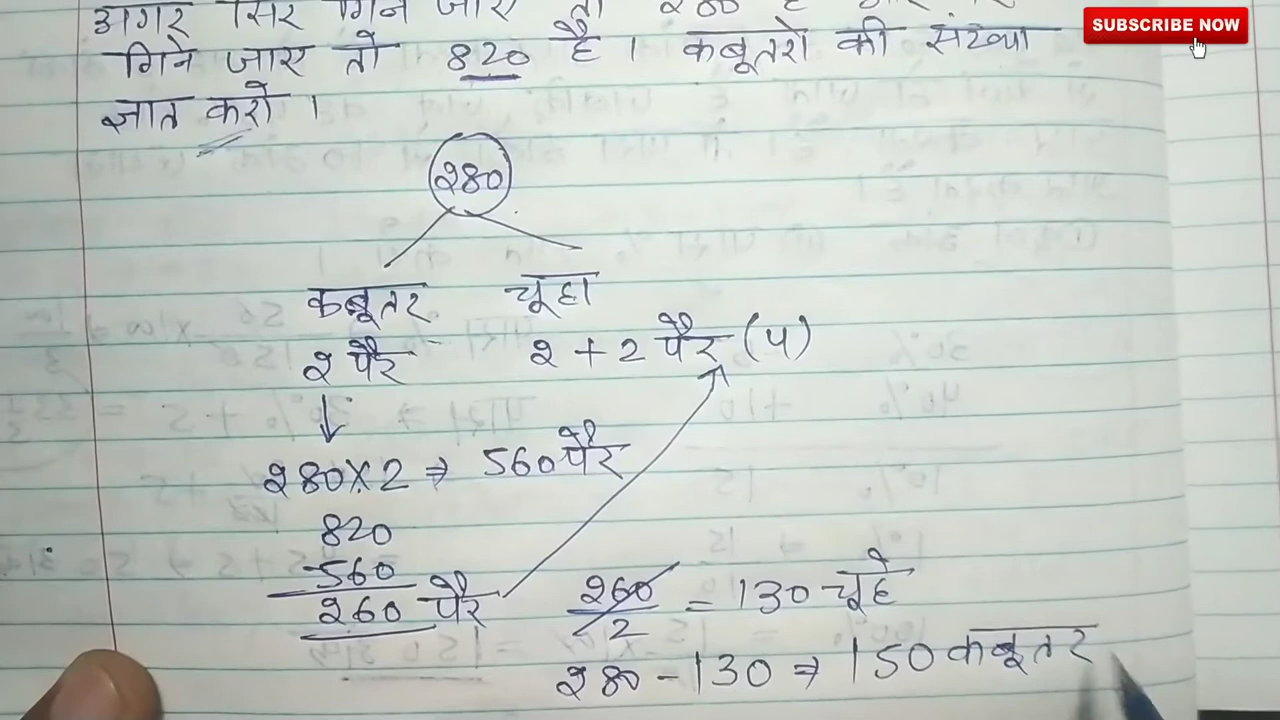 अगर सिर गिने जाए तो 280 है
गिने जाए तो 820 है । कबूतरो की संख्या
ज्ञात करो ।
SUBSCRIBE NOW
280
कबूतर चूहा
2 पैर 2 + 2 पैर (4)
↓
280×2 ⇒ 560 पैर
820
-560
260 पैर 260/2 = 130 चूहे
280 - 130 ⇒ 150 कबूतर